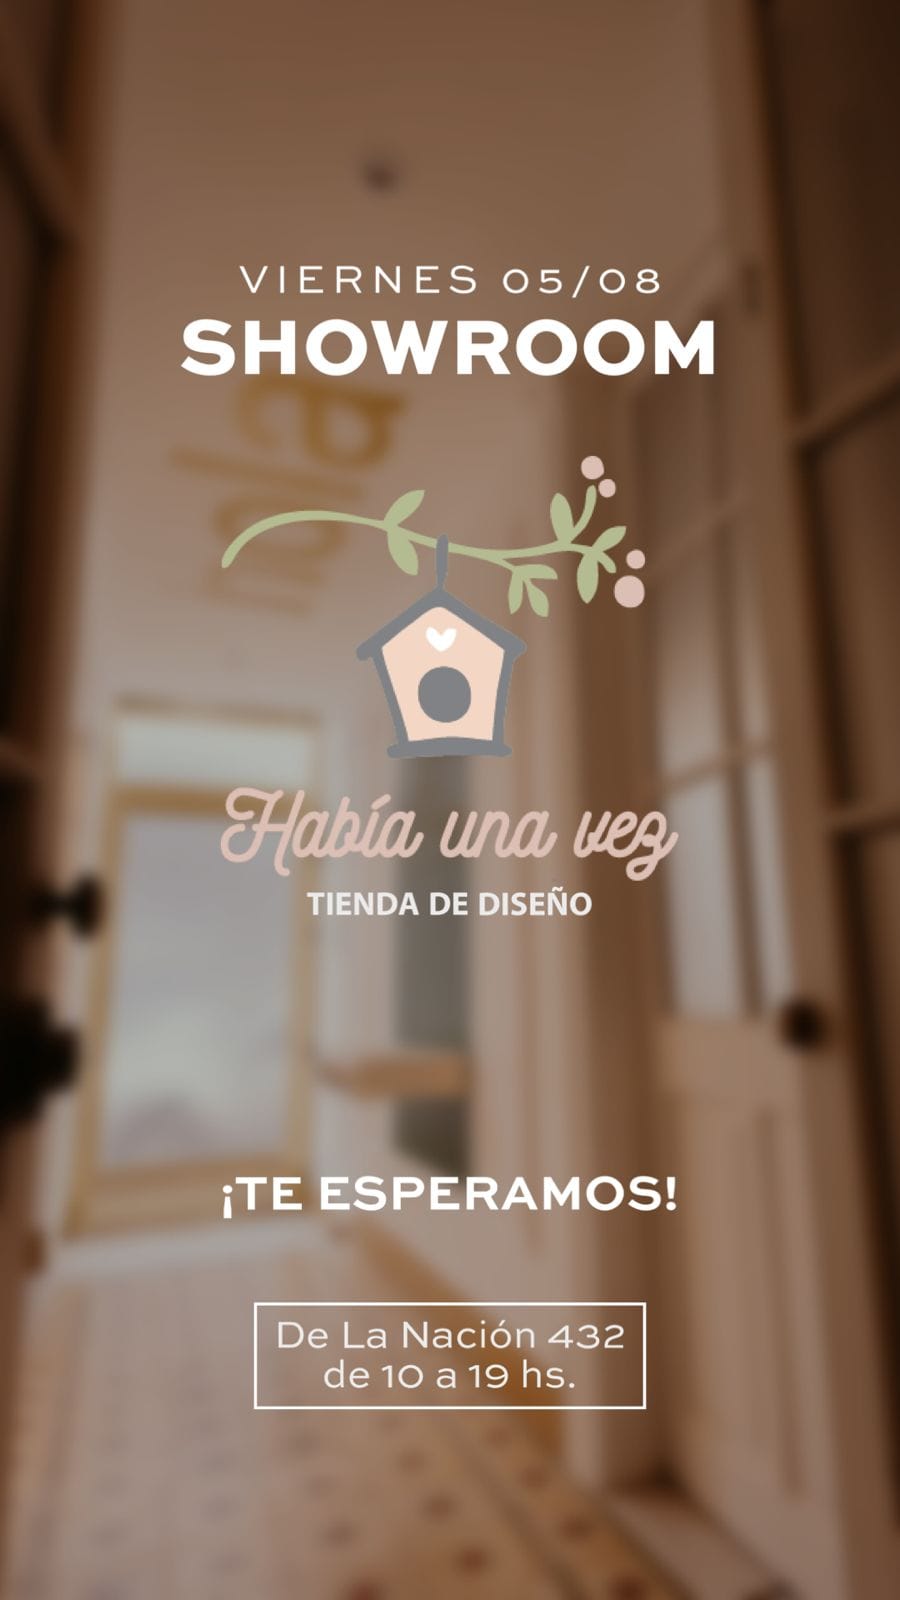 VIERNES 05/08
SHOWROOM
Había una vez
TIENDA DE DISEÑO
¡TE ESPERAMOS!
De La Nación 432
de 10 a 19 hs.